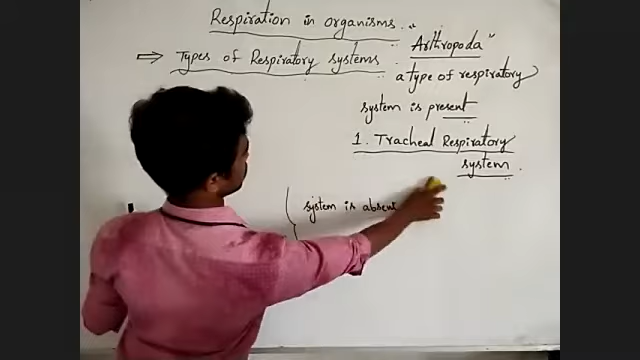 Respiration in organisms.
⇒ Types of Respiratory systems.
Arthropoda
a type of respiratory
system is present
1. Tracheal Respiratory
system.
system is absent